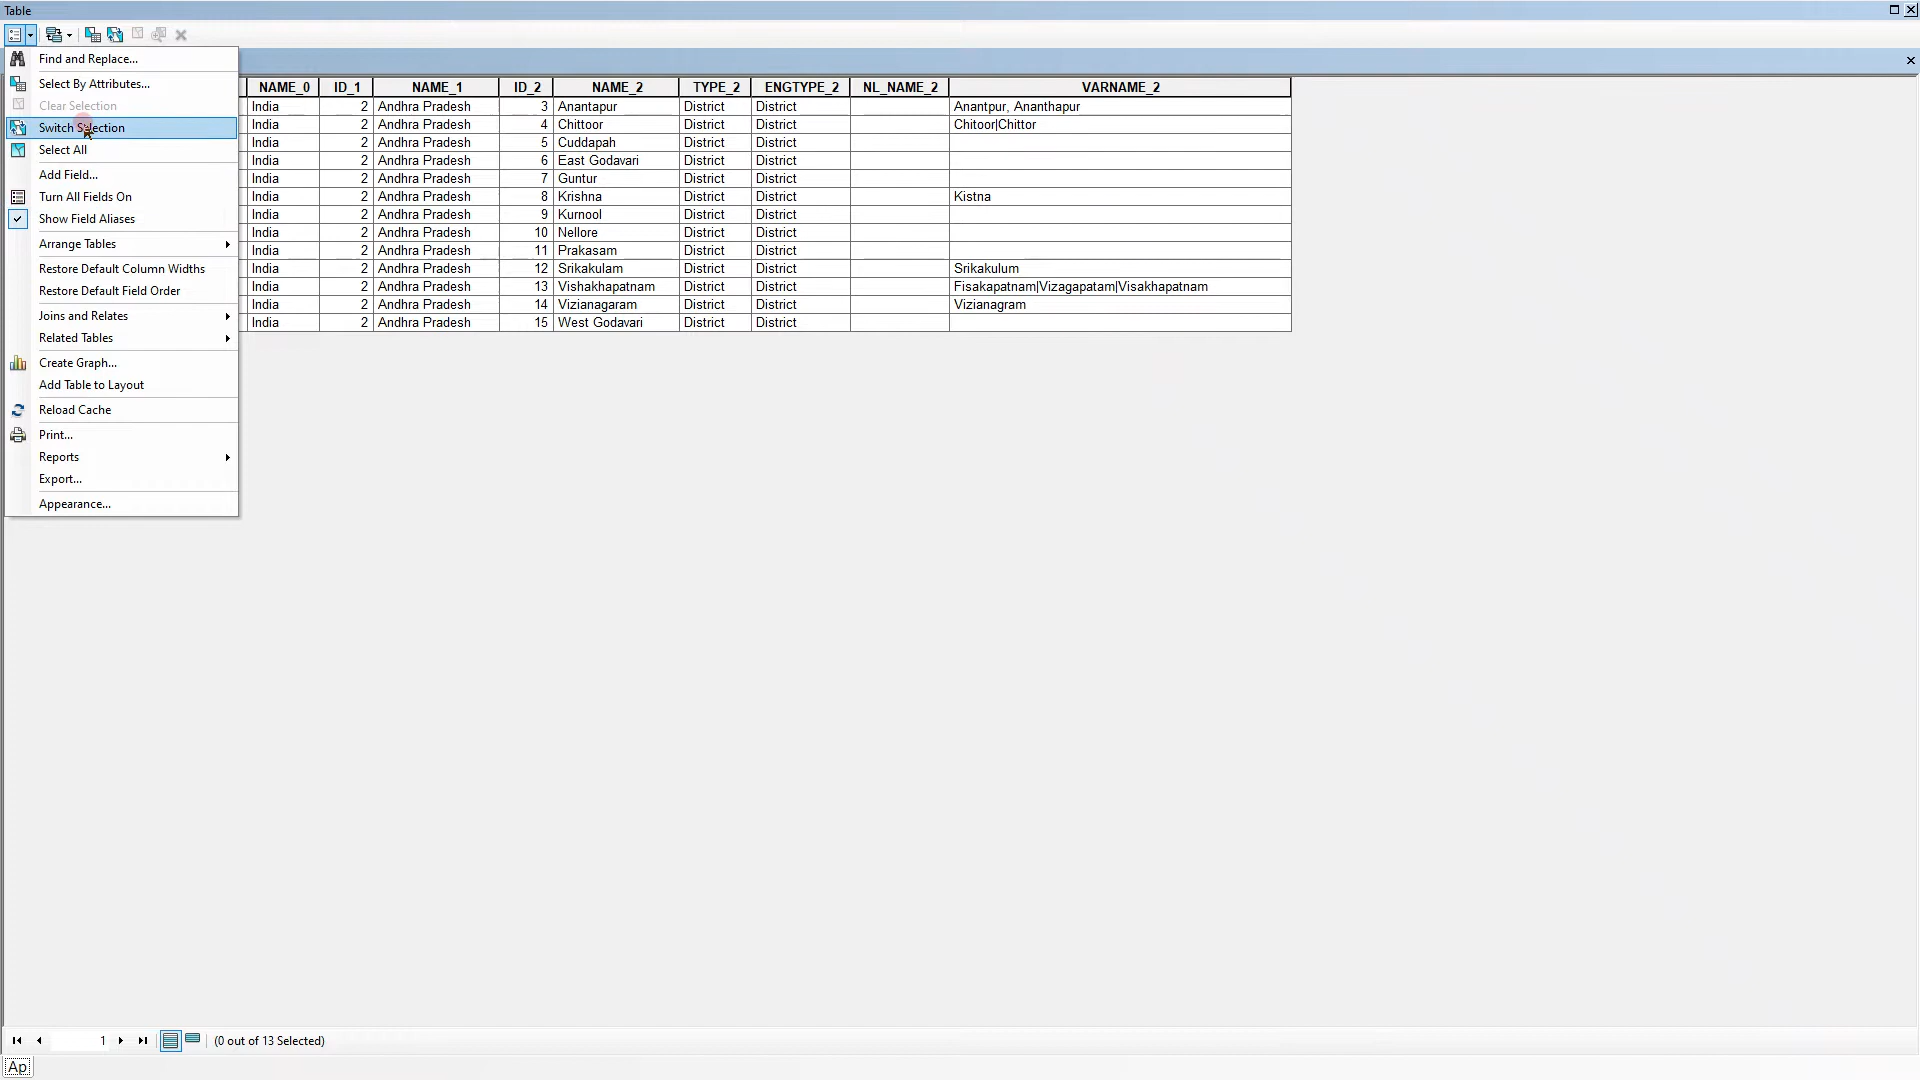 Table
Find and Replace...
Select By Attributes...
Clear Selection
Switch Selection
Select All
Add Field...
Turn All Fields On
Show Field Aliases
Arrange Tables
Restore Default Column Widths
Restore Default Field Order
Joins and Relates
Related Tables
Create Graph...
Add Table to Layout
Reload Cache
Print...
Reports
Export...
Appearance...
NAME_0 ID_1 NAME_1 ID_2 NAME_2 TYPE_2 ENGTYPE_2 NL_NAME_2 VARNAME_2
India 2 Andhra Pradesh 3 Anantapur District District Anantpur, Ananthapur
India 2 Andhra Pradesh 4 Chittoor District District Chitoor|Chittor
India 2 Andhra Pradesh 5 Cuddapah District District
India 2 Andhra Pradesh 6 East Godavari District District
India 2 Andhra Pradesh 7 Guntur District District
India 2 Andhra Pradesh 8 Krishna District District Kistna
India 2 Andhra Pradesh 9 Kurnool District District
India 2 Andhra Pradesh 10 Nellore District District
India 2 Andhra Pradesh 11 Prakasam District District
India 2 Andhra Pradesh 12 Srikakulam District District Srikakulum
India 2 Andhra Pradesh 13 Vishakhapatnam District District Fisakapatnam|Vizagapatam|Visakhapatnam
India 2 Andhra Pradesh 14 Vizianagaram District District Vizianagram
India 2 Andhra Pradesh 15 West Godavari District District
1 (0 out of 13 Selected)
Ap